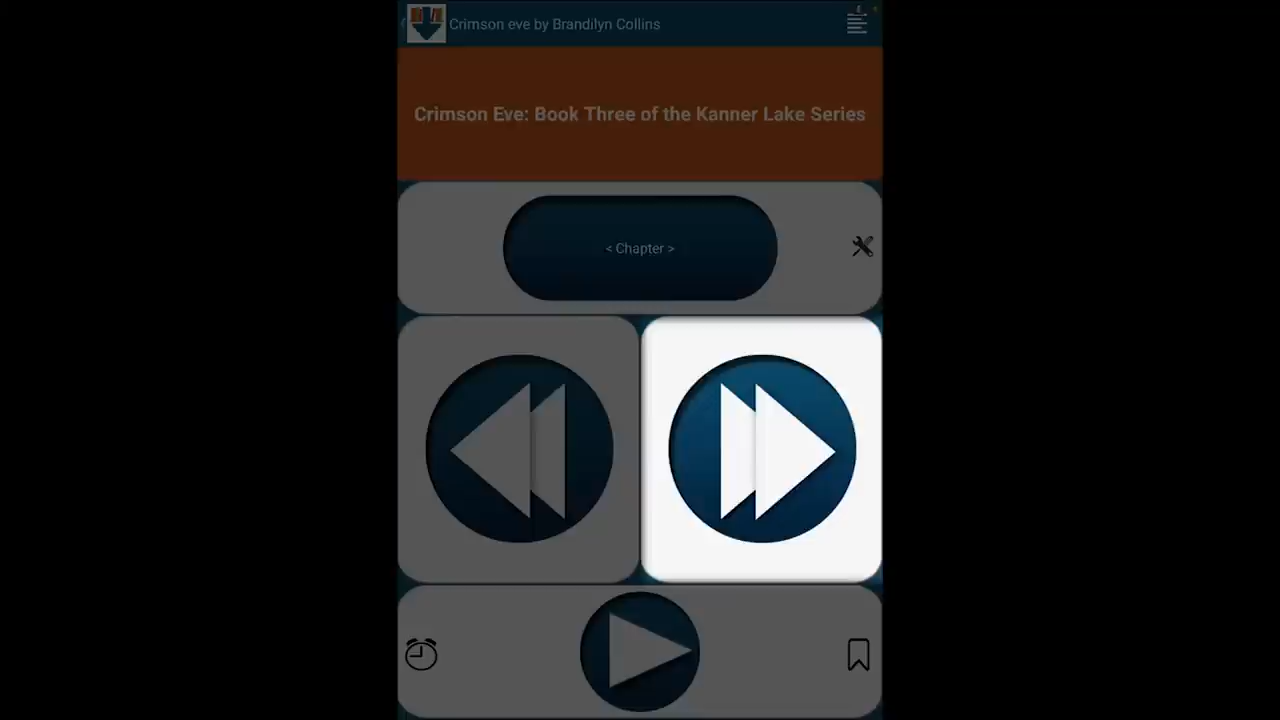 Crimson eve by Brandilyn Collins
Crimson Eve: Book Three of the Kanner Lake Series
< Chapter >